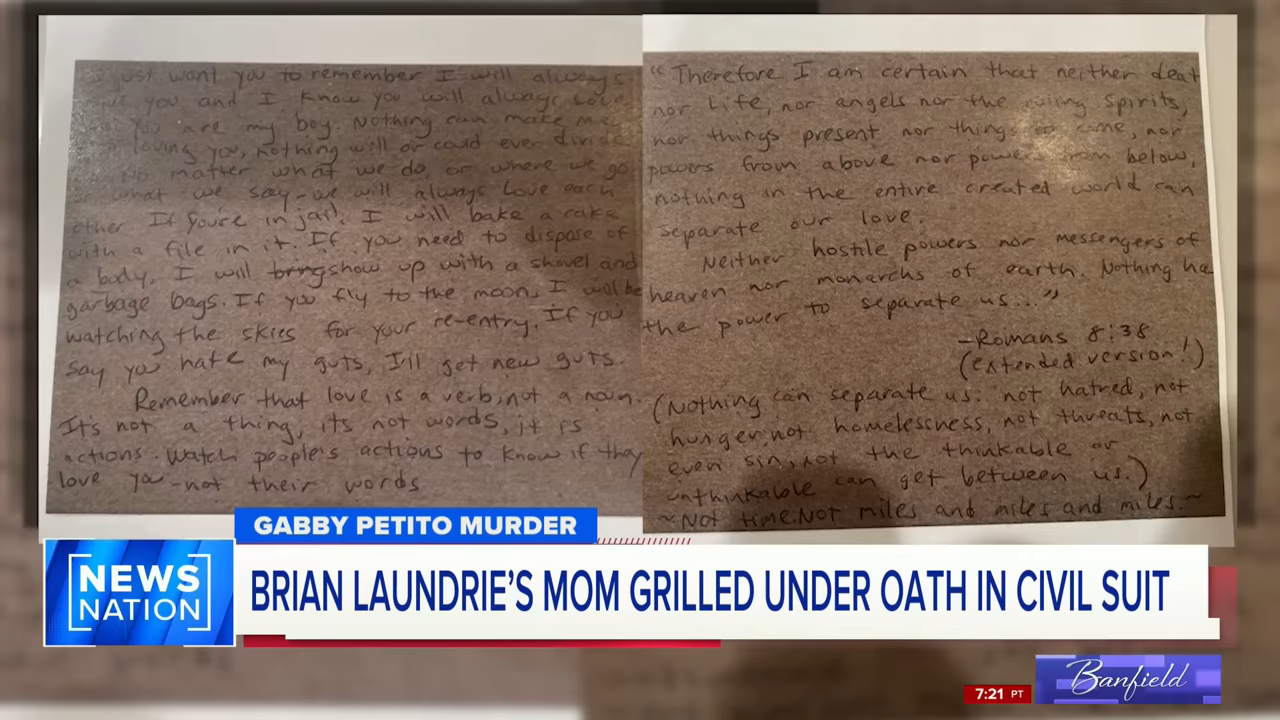 just want you to remember I will always
you and I know you will always love
you are my boy. Nothing can make me
loving you, nothing will or could ever divide
No matter what we do, or where we go
what we say - we will always love each
other. If you're in jail, I will bake a cake
with a file in it. If you need to dispose of
a body, I will show up with a shovel and
garbage bags. If you fly to the moon, I will be
watching the skies for your re-entry. If you
say you hate my guts, I'll get new guts.
Remember that love is a verb, not a noun.
It's not a thing, its not words, it is
actions. Watch people's actions to know if they
love you - not their words
"Therefore I am certain that neither deat
nor life, nor angels nor the ruling spirits,
nor things present nor things to come, nor
powers from above nor powers from below,
nothing in the entire created world can
separate our love.
Neither hostile powers nor messengers of
heaven nor monarchs of earth. Nothing ha
the power to separate us..."
-Romans 8:38
(extended version!)
(Nothing can separate us: not hatred, not
hunger, not homelessness, not threats, not
even sin, not the thinkable or
unthinkable can get between us.)
~Not time. Not miles and miles and miles.~
GABBY PETITO MURDER
NEWS
NATION
BRIAN LAUNDRIE'S MOM GRILLED UNDER OATH IN CIVIL SUIT
Banfield
7:21 PT